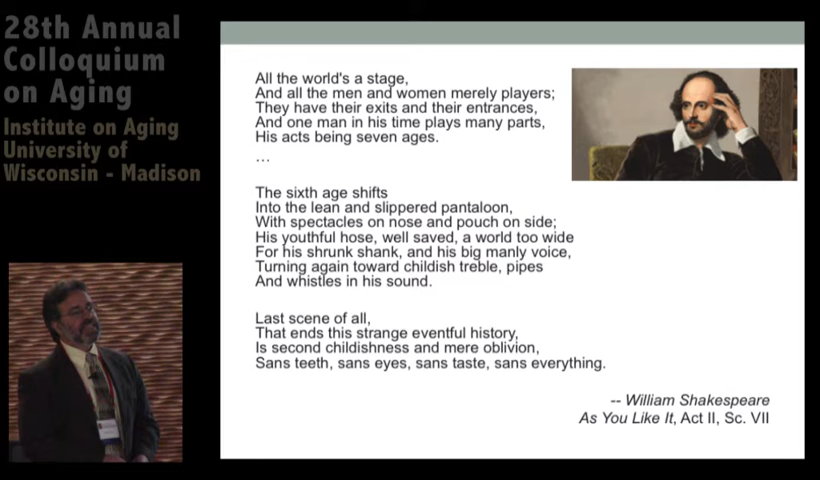 28th Annual
Colloquium
on Aging
Institute on Aging
University of
Wisconsin - Madison
All the world's a stage,
And all the men and women merely players;
They have their exits and their entrances,
And one man in his time plays many parts,
His acts being seven ages.
…
The sixth age shifts
Into the lean and slippered pantaloon,
With spectacles on nose and pouch on side;
His youthful hose, well saved, a world too wide
For his shrunk shank, and his big manly voice,
Turning again toward childish treble, pipes
And whistles in his sound.
Last scene of all,
That ends this strange eventful history,
Is second childishness and mere oblivion,
Sans teeth, sans eyes, sans taste, sans everything.
-- William Shakespeare
As You Like It, Act II, Sc. VII